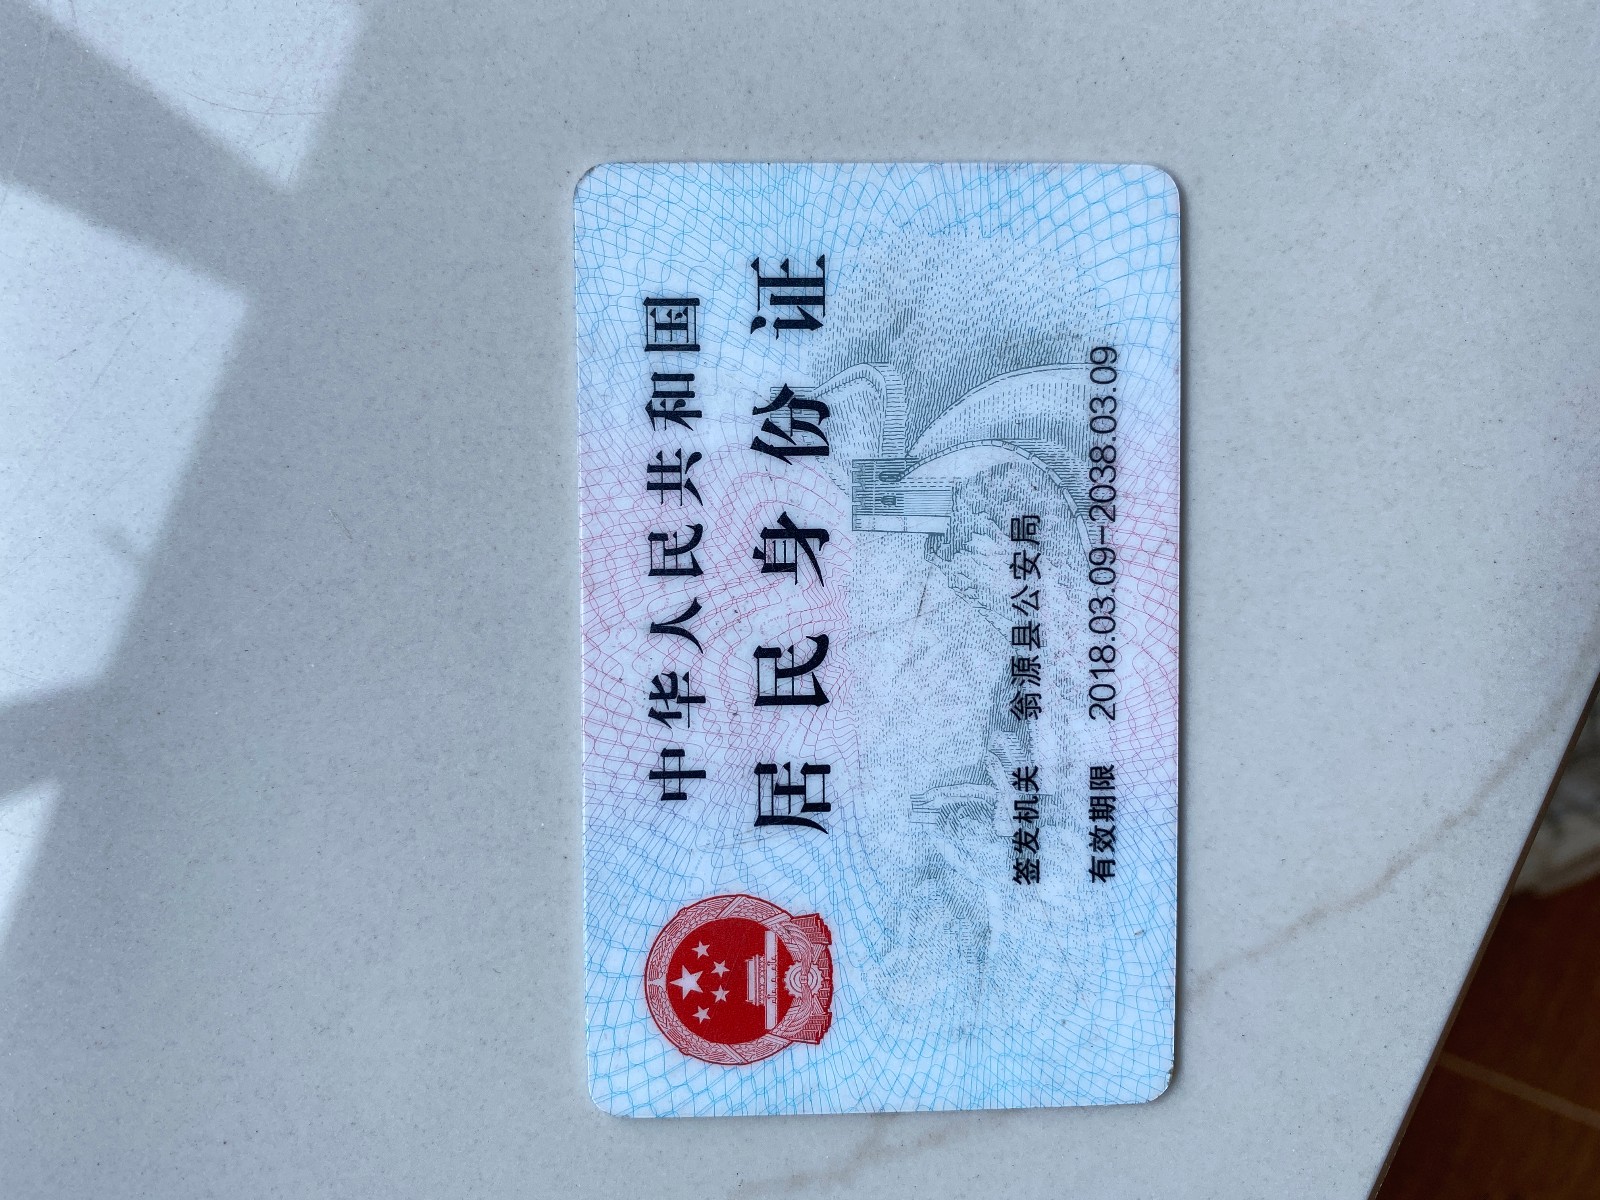 中华人民共和国
居民身份证
签发机关 翁源县公安局
有效期限 2018.03.09-2038.03.09